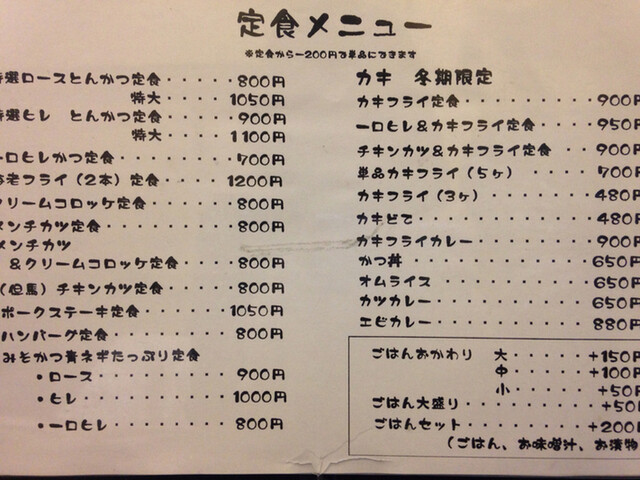 定食メニュー
※定食から－200円で単品にできます
特選ロースとんかつ定食・・・・・800円
特大・・・・・1050円
特選ヒレ とんかつ定食・・・・900円
特大・・・・・1100円
一口ヒレかつ定食・・・・・・・・700円
海老フライ（2本）定食・・・・1200円
クリームコロッケ定食・・・・・・800円
メンチカツ定食・・・・・・・・・800円
メンチカツ
＆クリームコロッケ定食・・・・800円
（但馬）チキンカツ定食・・・・・800円
ポークステーキ定食・・・・・・1050円
ハンバーグ定食・・・・・・・・・800円
みそかつ青ネギたっぷり定食
・ロース・・・・・・・900円
・ヒレ・・・・・・・・1000円
・一口ヒレ・・・・・・800円
カキ 冬期限定
カキフライ定食・・・・・・・・・・900円
一口ヒレ＆カキフライ定食・・・・950円
チキンカツ＆カキフライ定食・・・900円
単品カキフライ（5ヶ）・・・・・700円
カキフライ（3ヶ）・・・・・・・・480円
カキどて・・・・・・・・・・・・・480円
カキフライカレー・・・・・・・・・900円
かつ丼・・・・・・・・・・・・・・650円
オムライス・・・・・・・・・・・・650円
カツカレー・・・・・・・・・・・・650円
エビカレー・・・・・・・・・・・・880円
ごはんおかわり 大・・・・・+150円
中・・・・・+100円
小・・・・・+50円
ごはん大盛り・・・・・・・・・+50円
ごはんセット・・・・・・・・・+200円
（ごはん、お味噌汁、お漬物